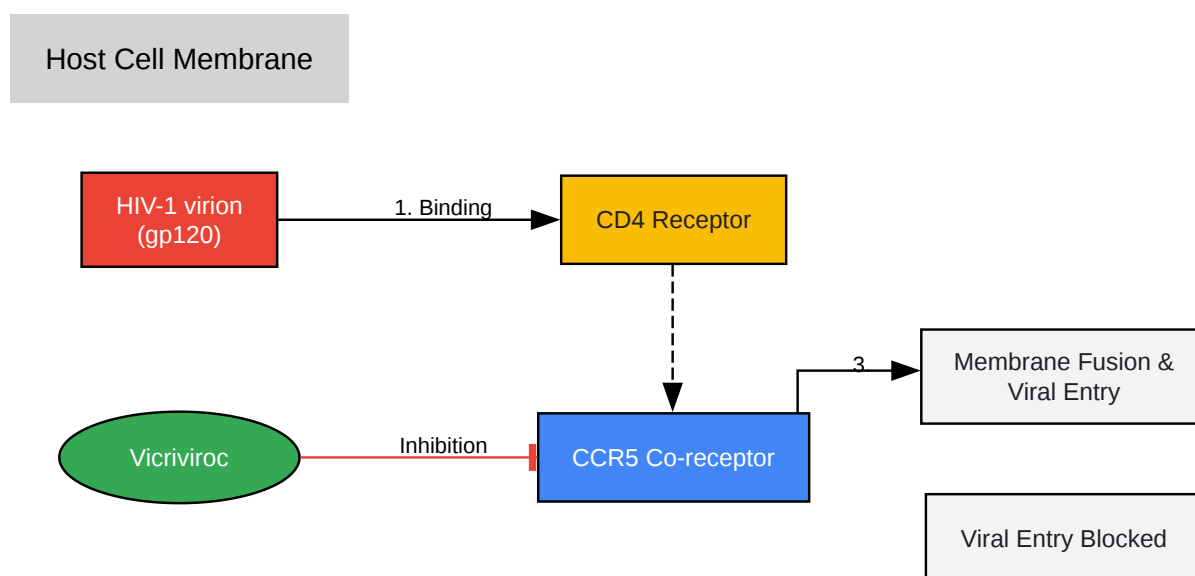 Host Cell Membrane
HIV-1 virion
(gp120)
1. Binding
CD4 Receptor
3.
Membrane Fusion &
Viral Entry
Vicriviroc
Inhibition
CCR5 Co-receptor
Viral Entry Blocked